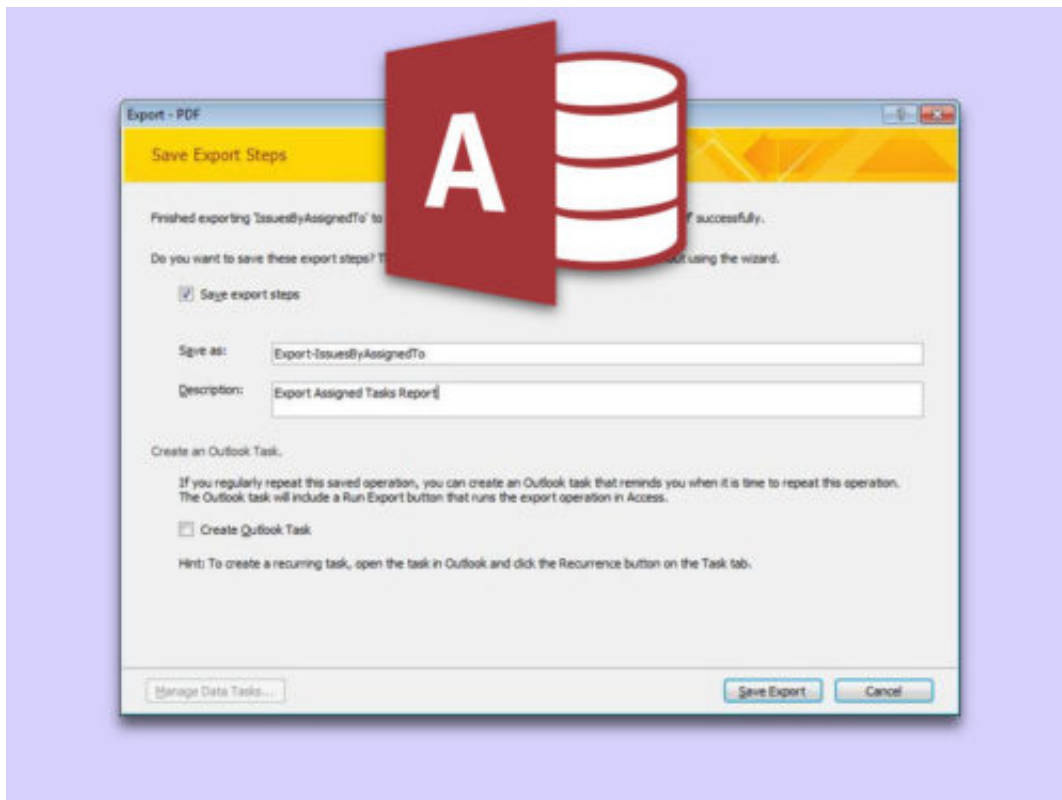 Export - PDF
Save Export Steps
A
Finished exporting 'IssuesByAssignedTo' to successfully.
Do you want to save these export steps? using the wizard.
Save export steps
Save as: Export-IssuesByAssignedTo
Description: Export Assigned Tasks Report
Create an Outlook Task.
If you regularly repeat this saved operation, you can create an Outlook task that reminds you when it is time to repeat this operation.
The Outlook task will include a Run Export button that runs the export operation in Access.
Create Outlook Task
Hint: To create a recurring task, open the task in Outlook and click the Recurrence button on the Task tab.
Manage Data Tasks... Save Export Cancel